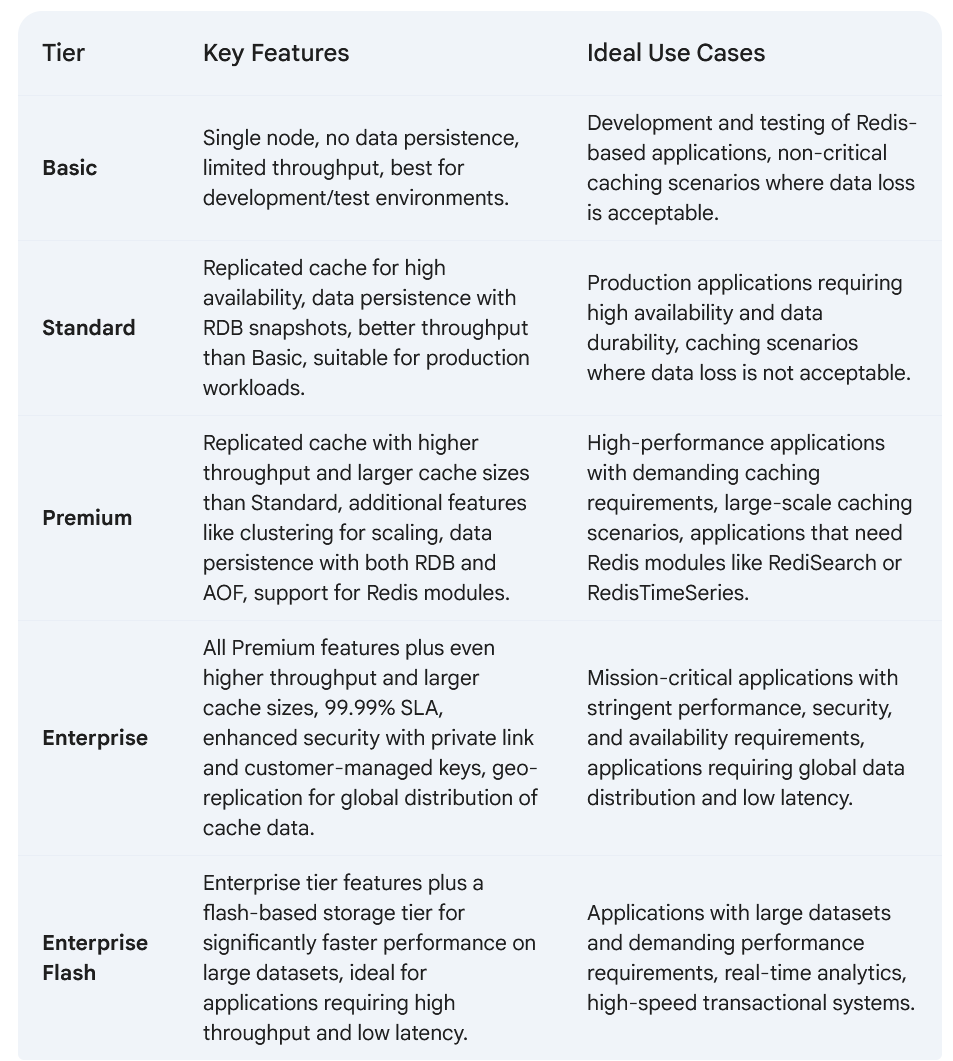 Tier
Key Features
Ideal Use Cases
Basic
Single node, no data persistence,
limited throughput, best for
development/test environments.
Development and testing of Redis-
based applications, non-critical
caching scenarios where data loss
is acceptable.
Standard
Replicated cache for high
availability, data persistence with
RDB snapshots, better throughput
than Basic, suitable for production
workloads.
Production applications requiring
high availability and data
durability, caching scenarios
where data loss is not acceptable.
Premium
Replicated cache with higher
throughput and larger cache sizes
than Standard, additional features
like clustering for scaling, data
persistence with both RDB and
AOF, support for Redis modules.
High-performance applications
with demanding caching
requirements, large-scale caching
scenarios, applications that need
Redis modules like RediSearch or
RedisTimeSeries.
Enterprise
All Premium features plus even
higher throughput and larger
cache sizes, 99.99% SLA,
enhanced security with private link
and customer-managed keys, geo-
replication for global distribution of
cache data.
Mission-critical applications with
stringent performance, security,
and availability requirements,
applications requiring global data
distribution and low latency.
Enterprise
Flash
Enterprise tier features plus a
flash-based storage tier for
significantly faster performance on
large datasets, ideal for
applications requiring high
throughput and low latency.
Applications with large datasets
and demanding performance
requirements, real-time analytics,
high-speed transactional systems.